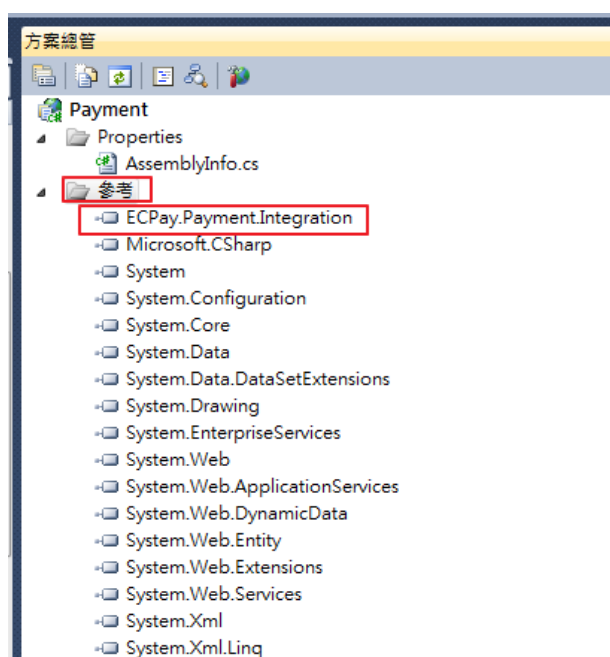 方案總管
Payment
Properties
AssemblyInfo.cs
參考
ECPay.Payment.Integration
Microsoft.CSharp
System
System.Configuration
System.Core
System.Data
System.Data.DataSetExtensions
System.Drawing
System.EnterpriseServices
System.Web
System.Web.ApplicationServices
System.Web.DynamicData
System.Web.Entity
System.Web.Extensions
System.Web.Services
System.Xml
System.Xml.Linq